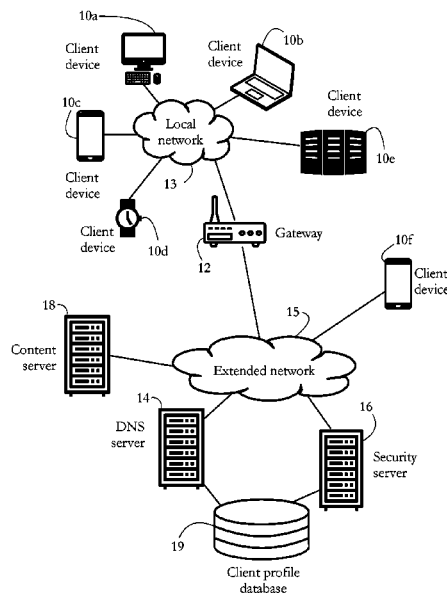 10a
Client
device
10b
Client
device
10c
Local
network
Client
device
10e
Client
device
13
Client
device
10d
12
Gateway
10f
Client
device
18
15
Content
server
Extended network
14
DNS
server
16
Security
server
19
Client profile
database